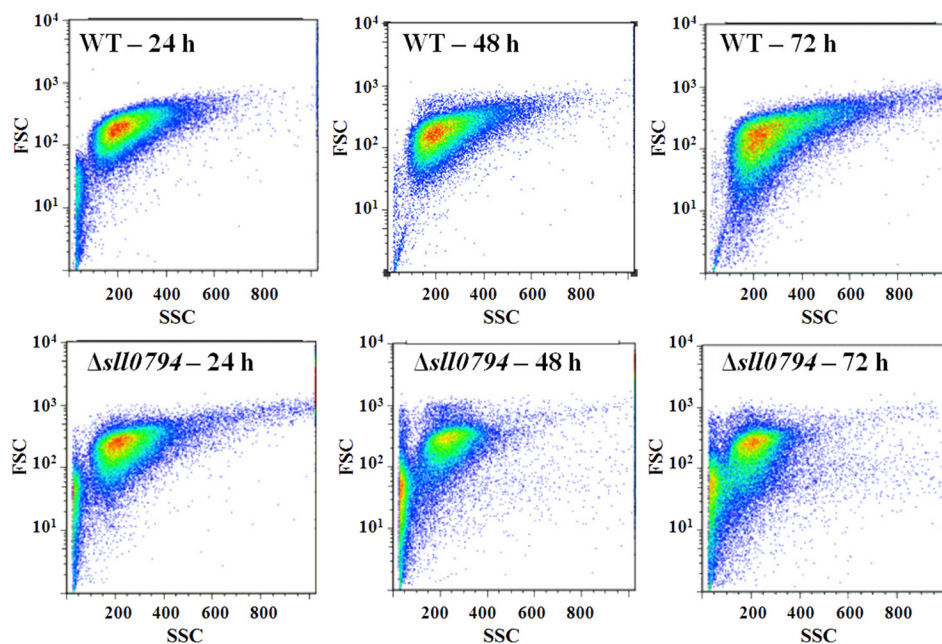 WT – 24 h
WT – 48 h
WT – 72 h
FSC
10⁴
10³
10²
10¹
200 400 600 800
SSC
FSC
10⁴
10³
10²
10¹
200 400 600 800
SSC
FSC
10⁴
10³
10²
10¹
200 400 600 800
SSC
Δsll0794 – 24 h
Δsll0794 – 48 h
Δsll0794 – 72 h
FSC
10⁴
10³
10²
10¹
200 400 600 800
SSC
FSC
10⁴
10³
10²
10¹
200 400 600 800
SSC
FSC
10⁴
10³
10²
10¹
200 400 600 800
SSC